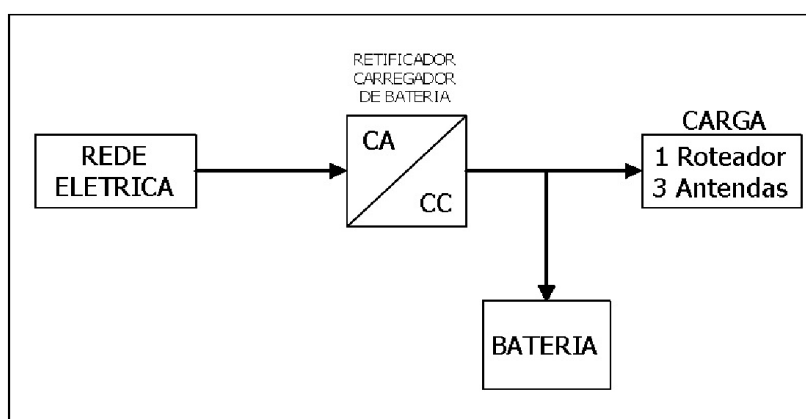 RETIFICADOR
CARREGADOR
DE BATERIA
REDE
ELETRICA
CA
CC
CARGA
1 Roteador
3 Antendas
BATERIA